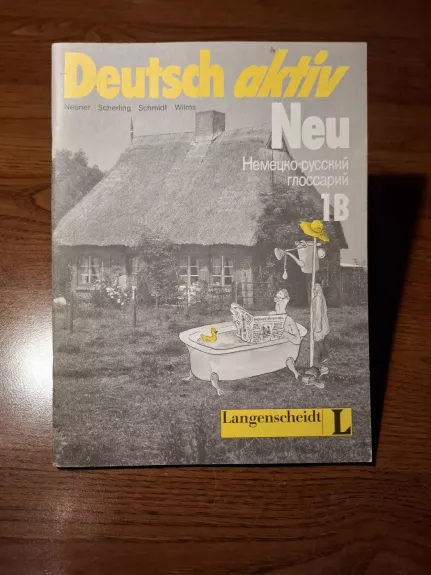 Deutsch aktiv
Neuner Scherling Schmidt Wilms
Neu
Немецко-русский
глоссарий
1B
Langenscheidt L